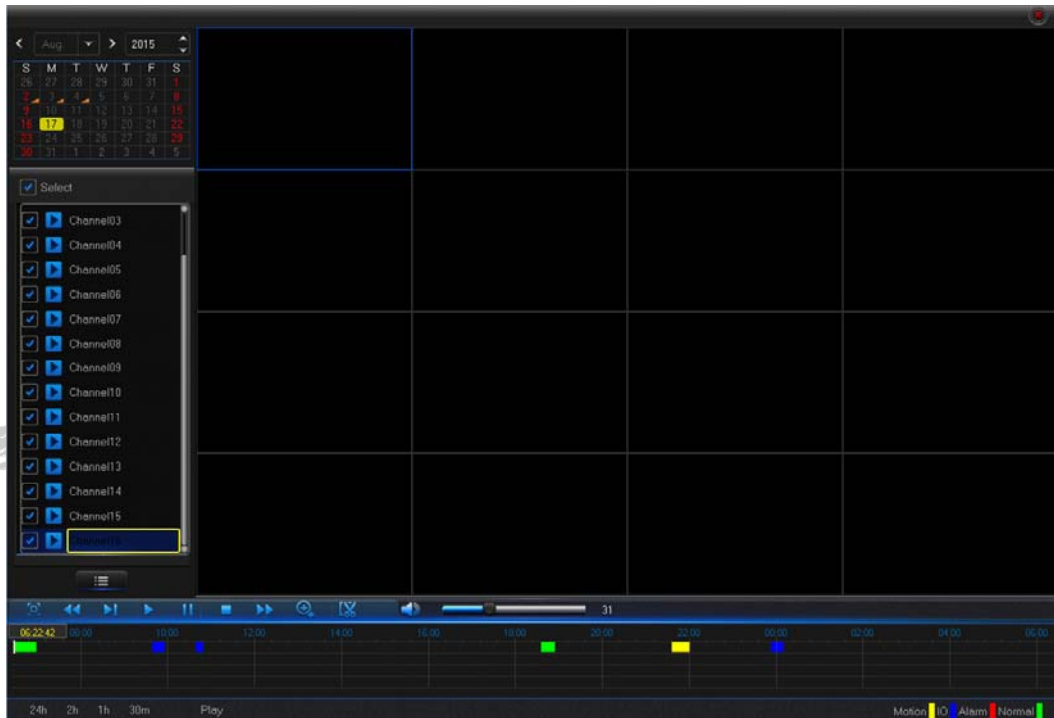 Aug 2015
S M T W T F S
26 27 28 29 30 31 1
2 3 4 5 6 7 8
9 10 11 12 13 14 15
16 17 18 19 20 21 22
23 24 25 26 27 28 29
30 31 1 2 3 4 5
Select
Channel03
Channel04
Channel05
Channel06
Channel07
Channel08
Channel09
Channel10
Channel11
Channel12
Channel13
Channel14
Channel15
Channel16
31
06:22:42 00:00 10:00 12:00 14:00 16:00 18:00 20:00 22:00 00:00 02:00 04:00 06:00
24h 2h 1h 30m Play Motion IO Alarm Normal